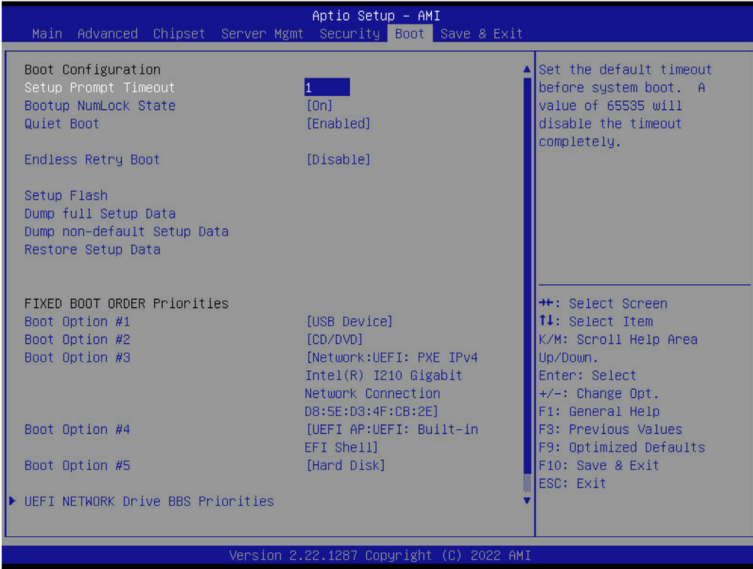 Aptio Setup - AMI
Main Advanced Chipset Server Mgmt Security Boot Save & Exit
Boot Configuration
Setup Prompt Timeout 1
Bootup NumLock State [On]
Quiet Boot [Enabled]
Endless Retry Boot [Disable]
Setup Flash
Dump full Setup Data
Dump non-default Setup Data
Restore Setup Data
FIXED BOOT ORDER Priorities
Boot Option #1 [USB Device]
Boot Option #2 [CD/DVD]
Boot Option #3 [Network:UEFI: PXE IPv4
Intel(R) I210 Gigabit
Network Connection
D8:5E:D3:4F:CB:2E]
Boot Option #4 [UEFI AP:UEFI: Built-in
EFI Shell]
Boot Option #5 [Hard Disk]
UEFI NETWORK Drive BBS Priorities
Set the default timeout
before system boot. A
value of 65535 will
disable the timeout
completely.
→←: Select Screen
↑↓: Select Item
K/M: Scroll Help Area
Up/Down.
Enter: Select
+/-: Change Opt.
F1: General Help
F3: Previous Values
F9: Optimized Defaults
F10: Save & Exit
ESC: Exit
Version 2.22.1287 Copyright (C) 2022 AMI